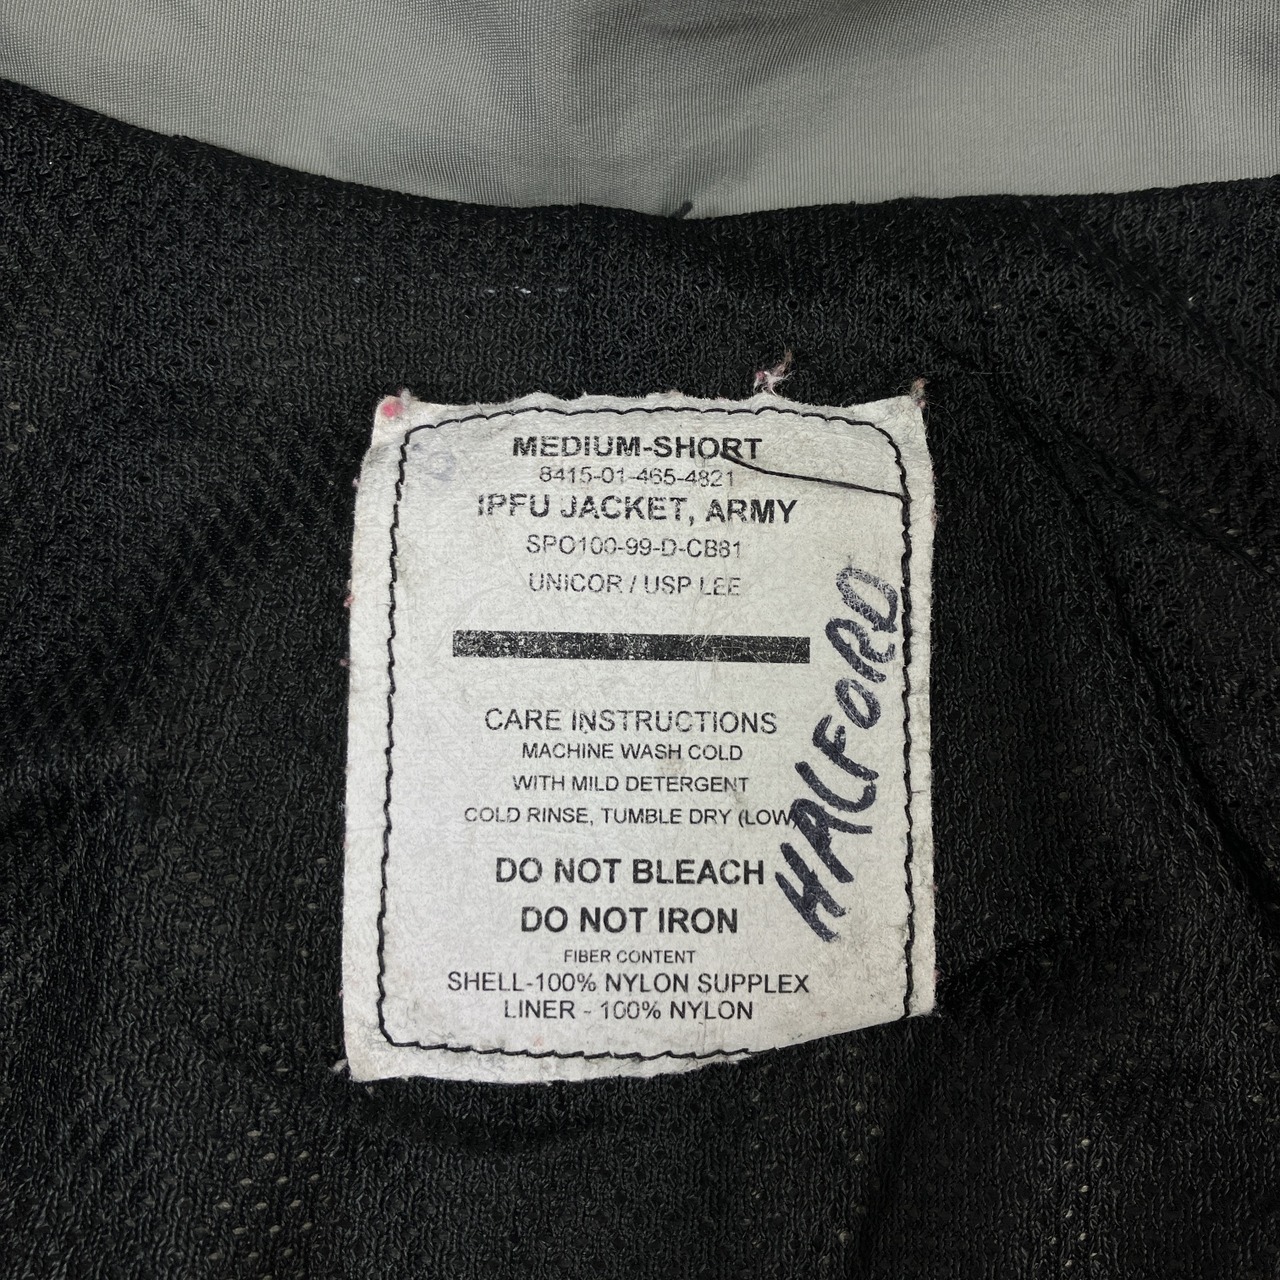 MEDIUM-SHORT
8415-01-465-4821
IPFU JACKET, ARMY
SPO100-99-D-CB81
UNICOR / USP LEE
CARE INSTRUCTIONS
MACHINE WASH COLD
WITH MILD DETERGENT
COLD RINSE, TUMBLE DRY (LOW
DO NOT BLEACH
DO NOT IRON
FIBER CONTENT
SHELL-100% NYLON SUPPLEX
LINER - 100% NYLON
HALFORD